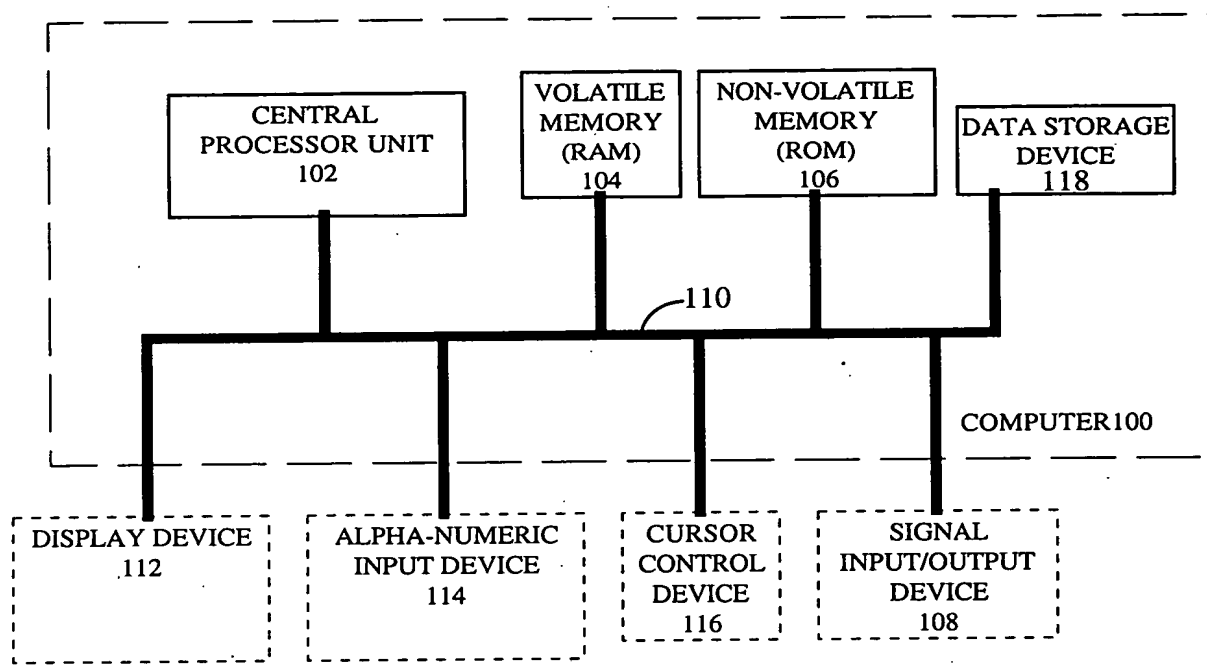 CENTRAL
PROCESSOR UNIT
102
VOLATILE
MEMORY
(RAM)
104
NON-VOLATILE
MEMORY
(ROM)
106
DATA STORAGE
DEVICE
118
110
COMPUTER100
DISPLAY DEVICE
112
ALPHA-NUMERIC
INPUT DEVICE
114
CURSOR
CONTROL
DEVICE
116
SIGNAL
INPUT/OUTPUT
DEVICE
108